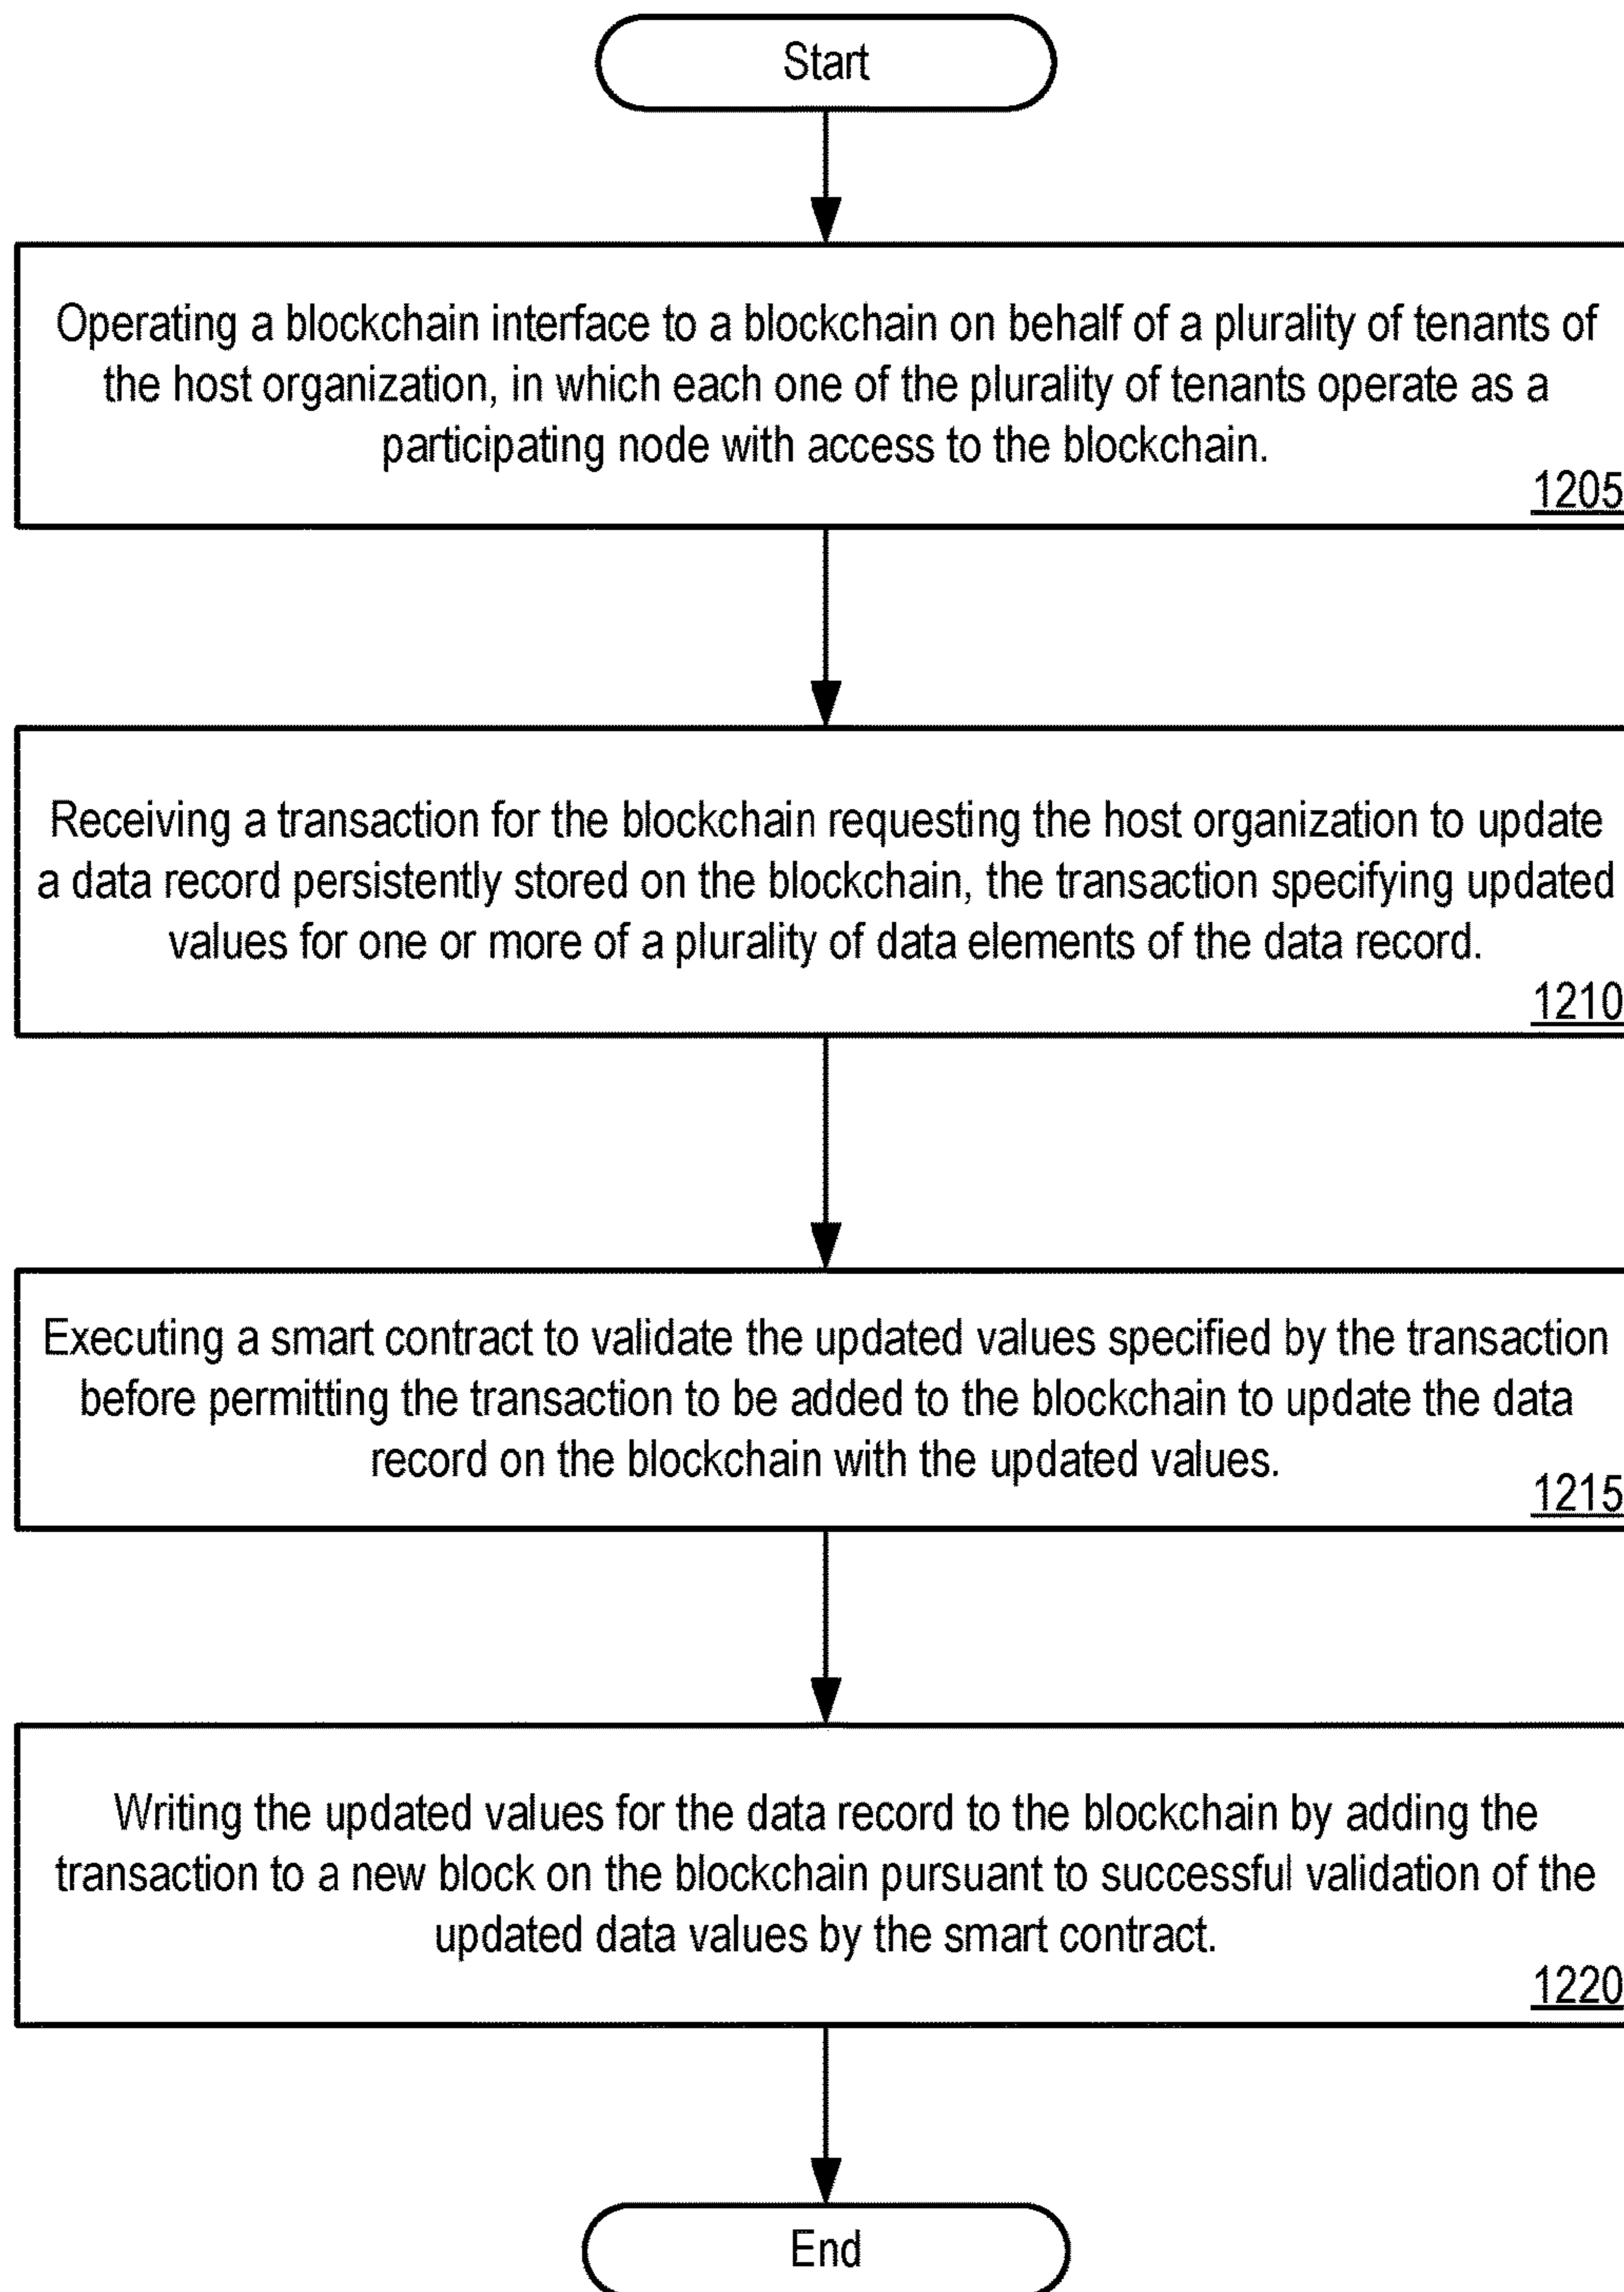 Start
Operating a blockchain interface to a blockchain on behalf of a plurality of tenants of
the host organization, in which each one of the plurality of tenants operate as a
participating node with access to the blockchain.
1205
Receiving a transaction for the blockchain requesting the host organization to update
a data record persistently stored on the blockchain, the transaction specifying updated
values for one or more of a plurality of data elements of the data record.
1210
Executing a smart contract to validate the updated values specified by the transaction
before permitting the transaction to be added to the blockchain to update the data
record on the blockchain with the updated values.
1215
Writing the updated values for the data record to the blockchain by adding the
transaction to a new block on the blockchain pursuant to successful validation of the
updated data values by the smart contract.
1220
End